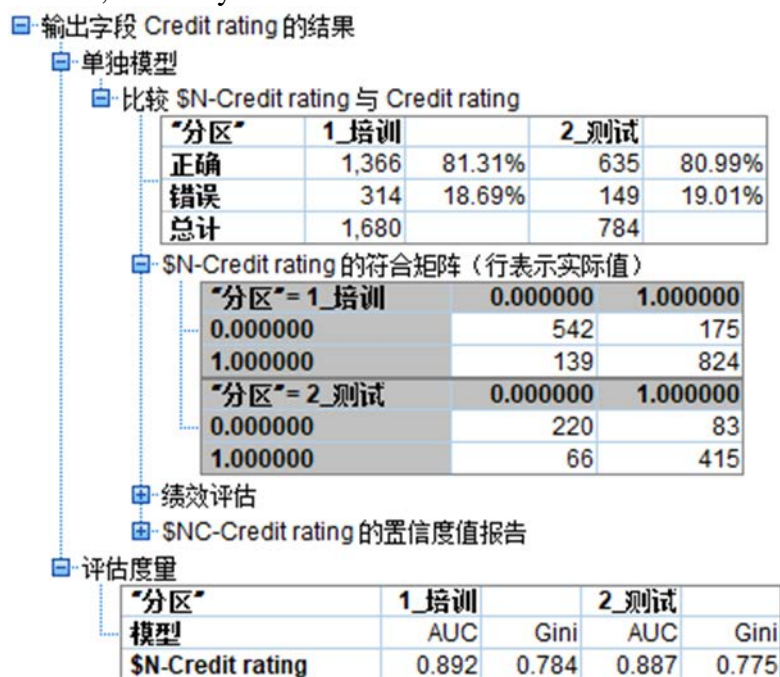 输出字段 Credit rating 的结果
单独模型
比较 $N-Credit rating 与 Credit rating
"分区" 1_培训 2_测试
正确 1,366 81.31% 635 80.99%
错误 314 18.69% 149 19.01%
总计 1,680 784
$N-Credit rating 的符合矩阵（行表示实际值）
"分区"= 1_培训 0.000000 1.000000
0.000000 542 175
1.000000 139 824
"分区"= 2_测试 0.000000 1.000000
0.000000 220 83
1.000000 66 415
绩效评估
$NC-Credit rating 的置信度值报告
评估度量
"分区" 1_培训 2_测试
模型 AUC Gini AUC Gini
$N-Credit rating 0.892 0.784 0.887 0.775